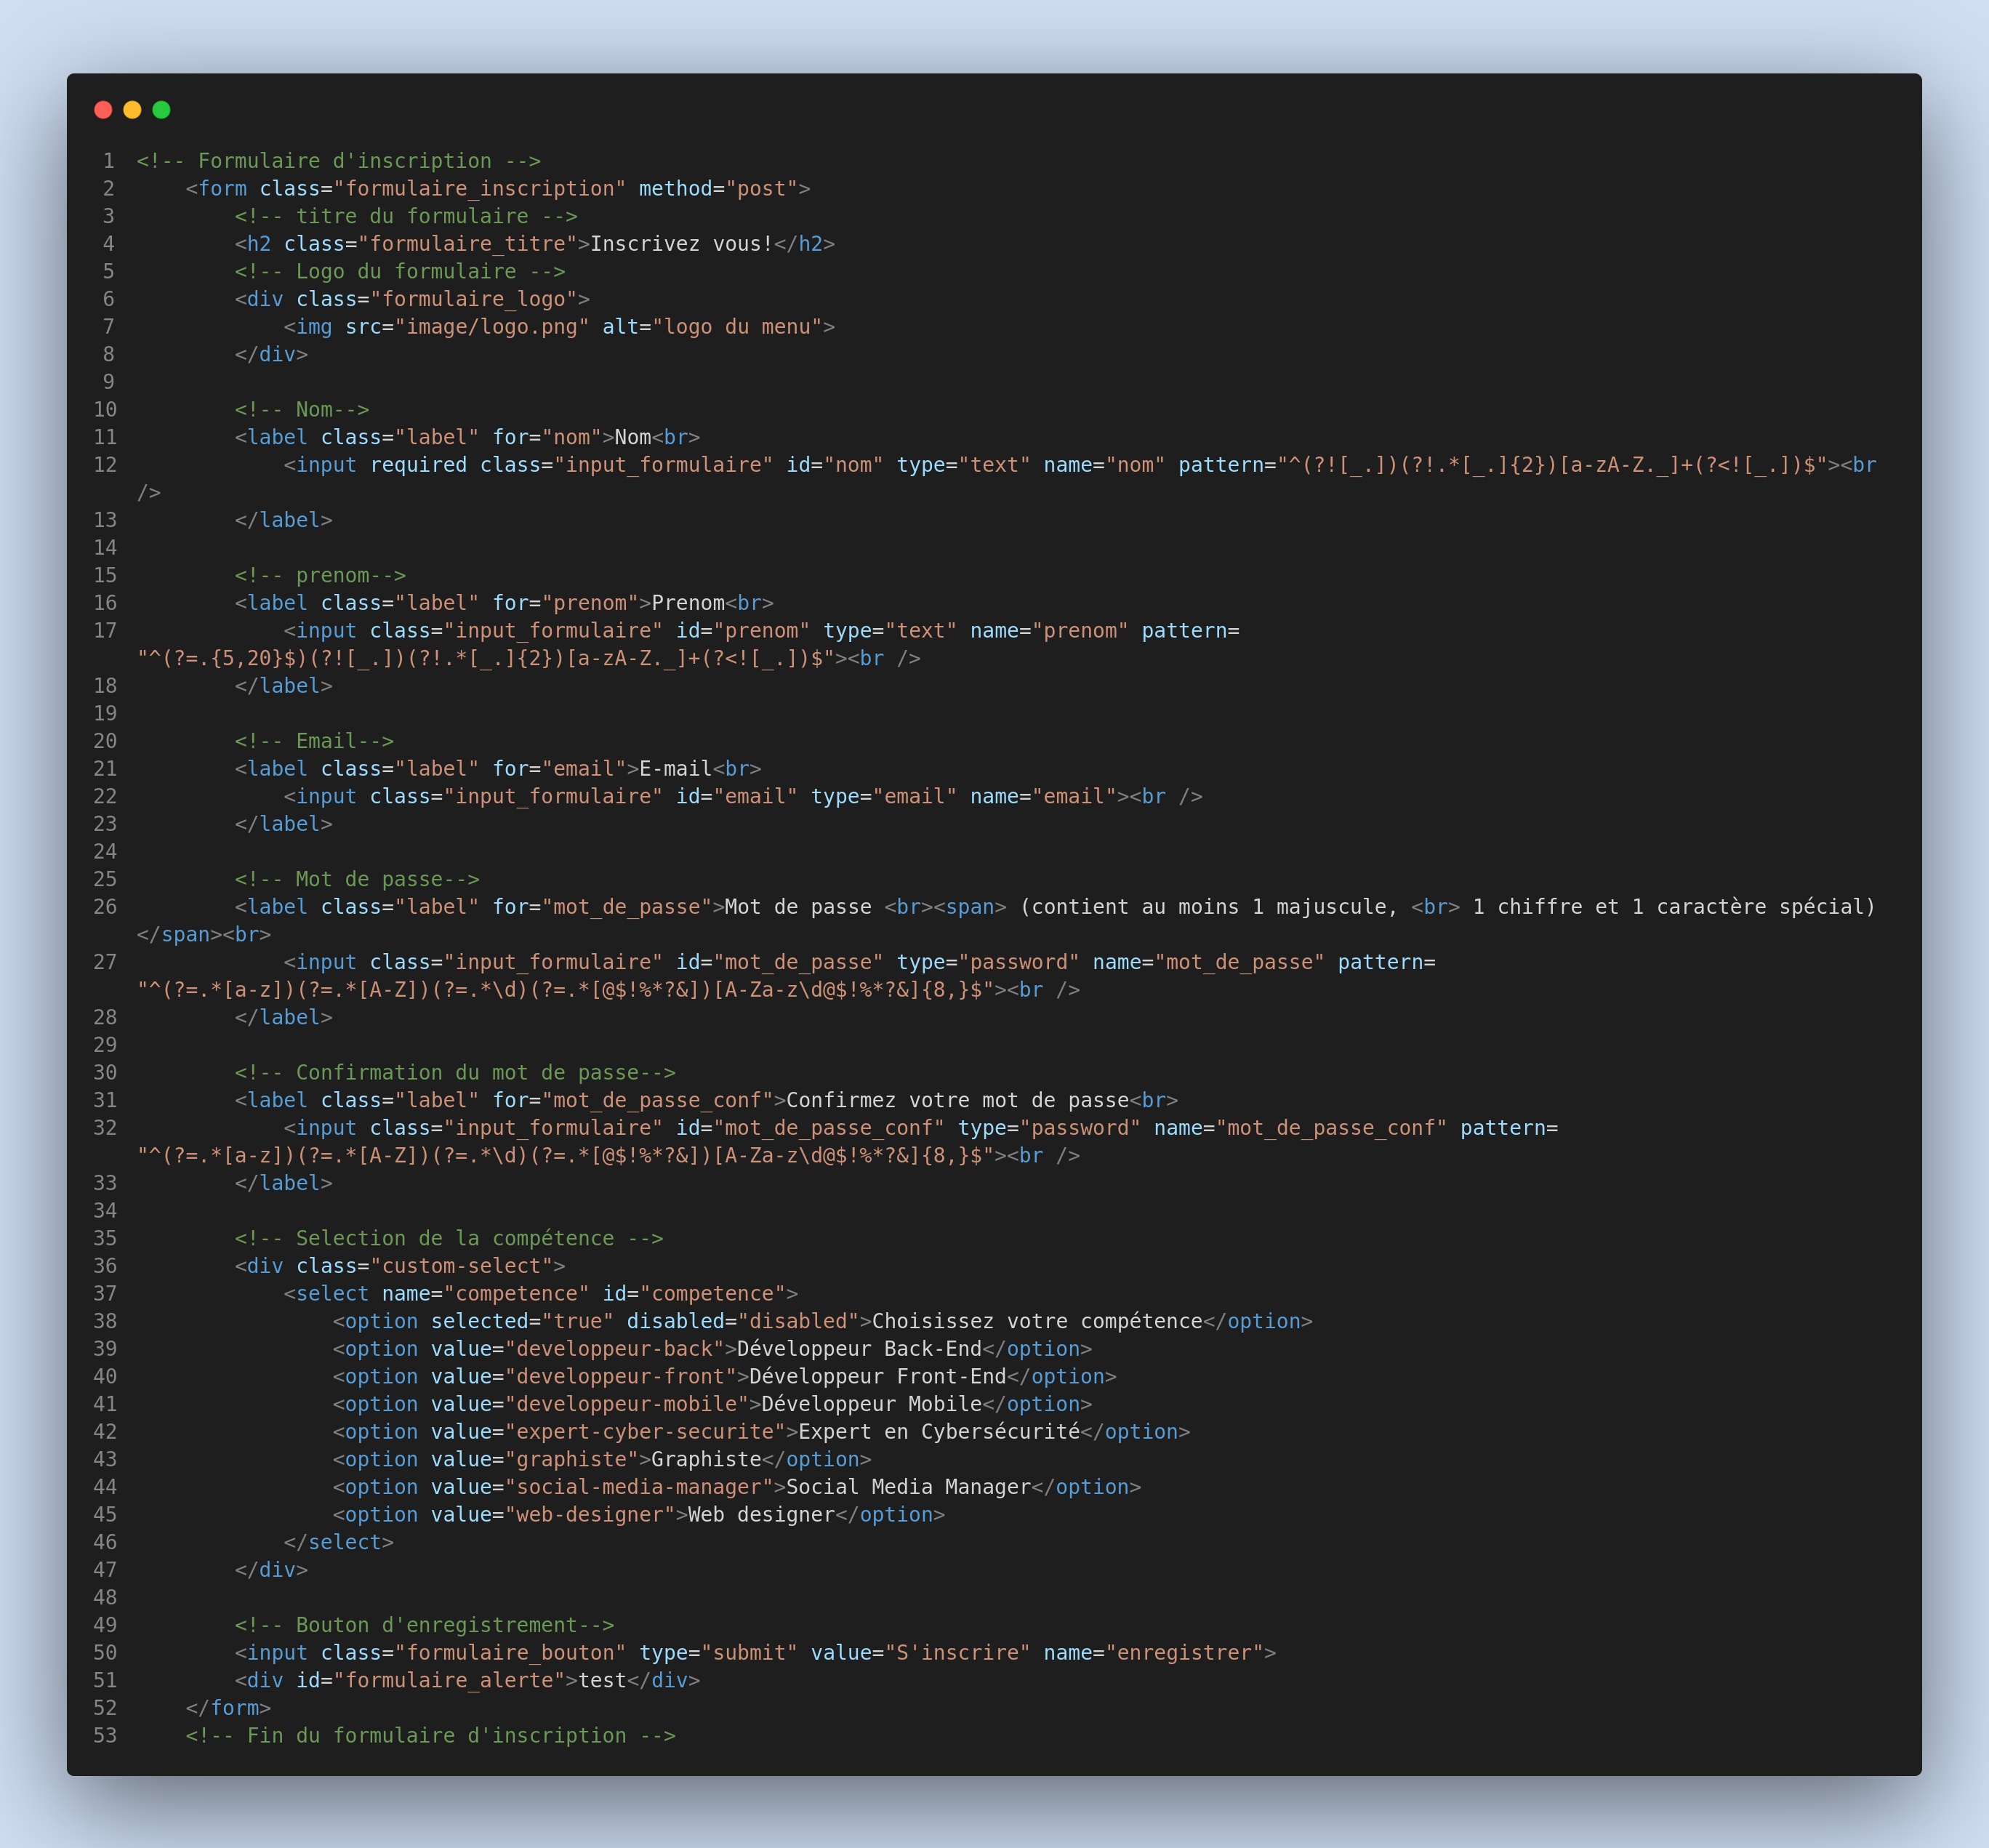 1 <!-- Formulaire d'inscription -->
2     <form class="formulaire_inscription" method="post">
3         <!-- titre du formulaire -->
4         <h2 class="formulaire_titre">Inscrivez vous!</h2>
5         <!-- Logo du formulaire -->
6         <div class="formulaire_logo">
7             <img src="image/logo.png" alt="logo du menu">
8         </div>
9
10         <!-- Nom-->
11         <label class="label" for="nom">Nom<br>
12             <input required class="input_formulaire" id="nom" type="text" name="nom" pattern="^(?![_.])(?!.*[_.]{2})[a-zA-Z._]+(?<![_.])$"><br
/>
13         </label>
14
15         <!-- prenom-->
16         <label class="label" for="prenom">Prenom<br>
17             <input class="input_formulaire" id="prenom" type="text" name="prenom" pattern=
"^(?=.{5,20}$)(?![_.])(?!.*[_.]{2})[a-zA-Z._]+(?<![_.])$"><br />
18         </label>
19
20         <!-- Email-->
21         <label class="label" for="email">E-mail<br>
22             <input class="input_formulaire" id="email" type="email" name="email"><br />
23         </label>
24
25         <!-- Mot de passe-->
26         <label class="label" for="mot_de_passe">Mot de passe <br><span> (contient au moins 1 majuscule, <br> 1 chiffre et 1 caractère spécial)
</span><br>
27             <input class="input_formulaire" id="mot_de_passe" type="password" name="mot_de_passe" pattern=
"^(?=.*[a-z])(?=.*[A-Z])(?=.*\d)(?=.*[@$!%*?&])[A-Za-z\d@$!%*?&]{8,}$"><br />
28         </label>
29
30         <!-- Confirmation du mot de passe-->
31         <label class="label" for="mot_de_passe_conf">Confirmez votre mot de passe<br>
32             <input class="input_formulaire" id="mot_de_passe_conf" type="password" name="mot_de_passe_conf" pattern=
"^(?=.*[a-z])(?=.*[A-Z])(?=.*\d)(?=.*[@$!%*?&])[A-Za-z\d@$!%*?&]{8,}$"><br />
33         </label>
34
35         <!-- Selection de la compétence -->
36         <div class="custom-select">
37             <select name="competence" id="competence">
38                 <option selected="true" disabled="disabled">Choisissez votre compétence</option>
39                 <option value="developpeur-back">Développeur Back-End</option>
40                 <option value="developpeur-front">Développeur Front-End</option>
41                 <option value="developpeur-mobile">Développeur Mobile</option>
42                 <option value="expert-cyber-securite">Expert en Cybersécurité</option>
43                 <option value="graphiste">Graphiste</option>
44                 <option value="social-media-manager">Social Media Manager</option>
45                 <option value="web-designer">Web designer</option>
46             </select>
47         </div>
48
49         <!-- Bouton d'enregistrement-->
50         <input class="formulaire_bouton" type="submit" value="S'inscrire" name="enregistrer">
51         <div id="formulaire_alerte">test</div>
52     </form>
53     <!-- Fin du formulaire d'inscription -->